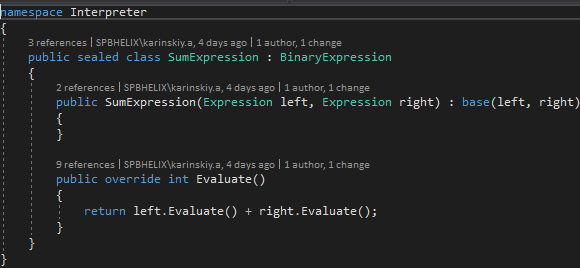 namespace Interpreter
{
3 references | SPBHELIX\karinskiy.a, 4 days ago | 1 author, 1 change
public sealed class SumExpression : BinaryExpression
{
2 references | SPBHELIX\karinskiy.a, 4 days ago | 1 author, 1 change
public SumExpression(Expression left, Expression right) : base(left, right)
{
}
9 references | SPBHELIX\karinskiy.a, 4 days ago | 1 author, 1 change
public override int Evaluate()
{
return left.Evaluate() + right.Evaluate();
}
}
}